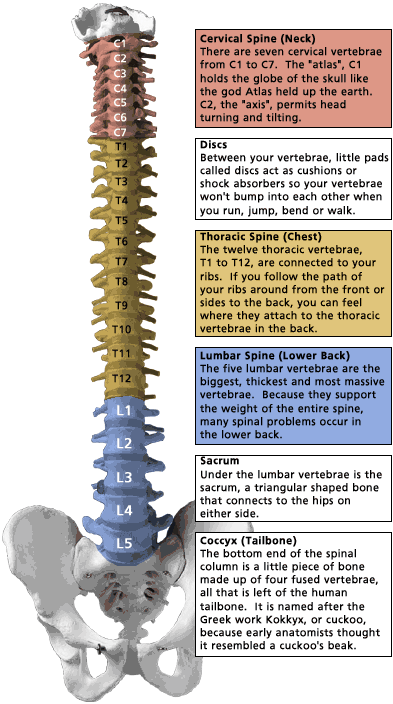 C1
C2
C3
C4
C5
C6
C7
T1
T2
T3
T4
T5
T6
T7
T8
T9
T10
T11
T12
L1
L2
L3
L4
L5
Cervical Spine (Neck)
There are seven cervical vertebrae
from C1 to C7. The "atlas", C1
holds the globe of the skull like
the god Atlas held up the earth.
C2, the "axis", permits head
turning and tilting.
Discs
Between your vertebrae, little pads
called discs act as cushions or
shock absorbers so your vertebrae
won't bump into each other when
you run, jump, bend or walk.
Thoracic Spine (Chest)
The twelve thoracic vertebrae,
T1 to T12, are connected to your
ribs. If you follow the path of
your ribs around from the front or
sides to the back, you can feel
where they attach to the thoracic
vertebrae in the back.
Lumbar Spine (Lower Back)
The five lumbar vertebrae are the
biggest, thickest and most massive
vertebrae. Because they support
the weight of the entire spine,
many spinal problems occur in
the lower back.
Sacrum
Under the lumbar vertebrae is the
sacrum, a triangular shaped bone
that connects to the hips on
either side.
Coccyx (Tailbone)
The bottom end of the spinal
column is a little piece of bone
made up of four fused vertebrae,
all that is left of the human
tailbone. It is named after the
Greek work Kokkyx, or cuckoo,
because early anatomists thought
it resembled a cuckoo's beak.